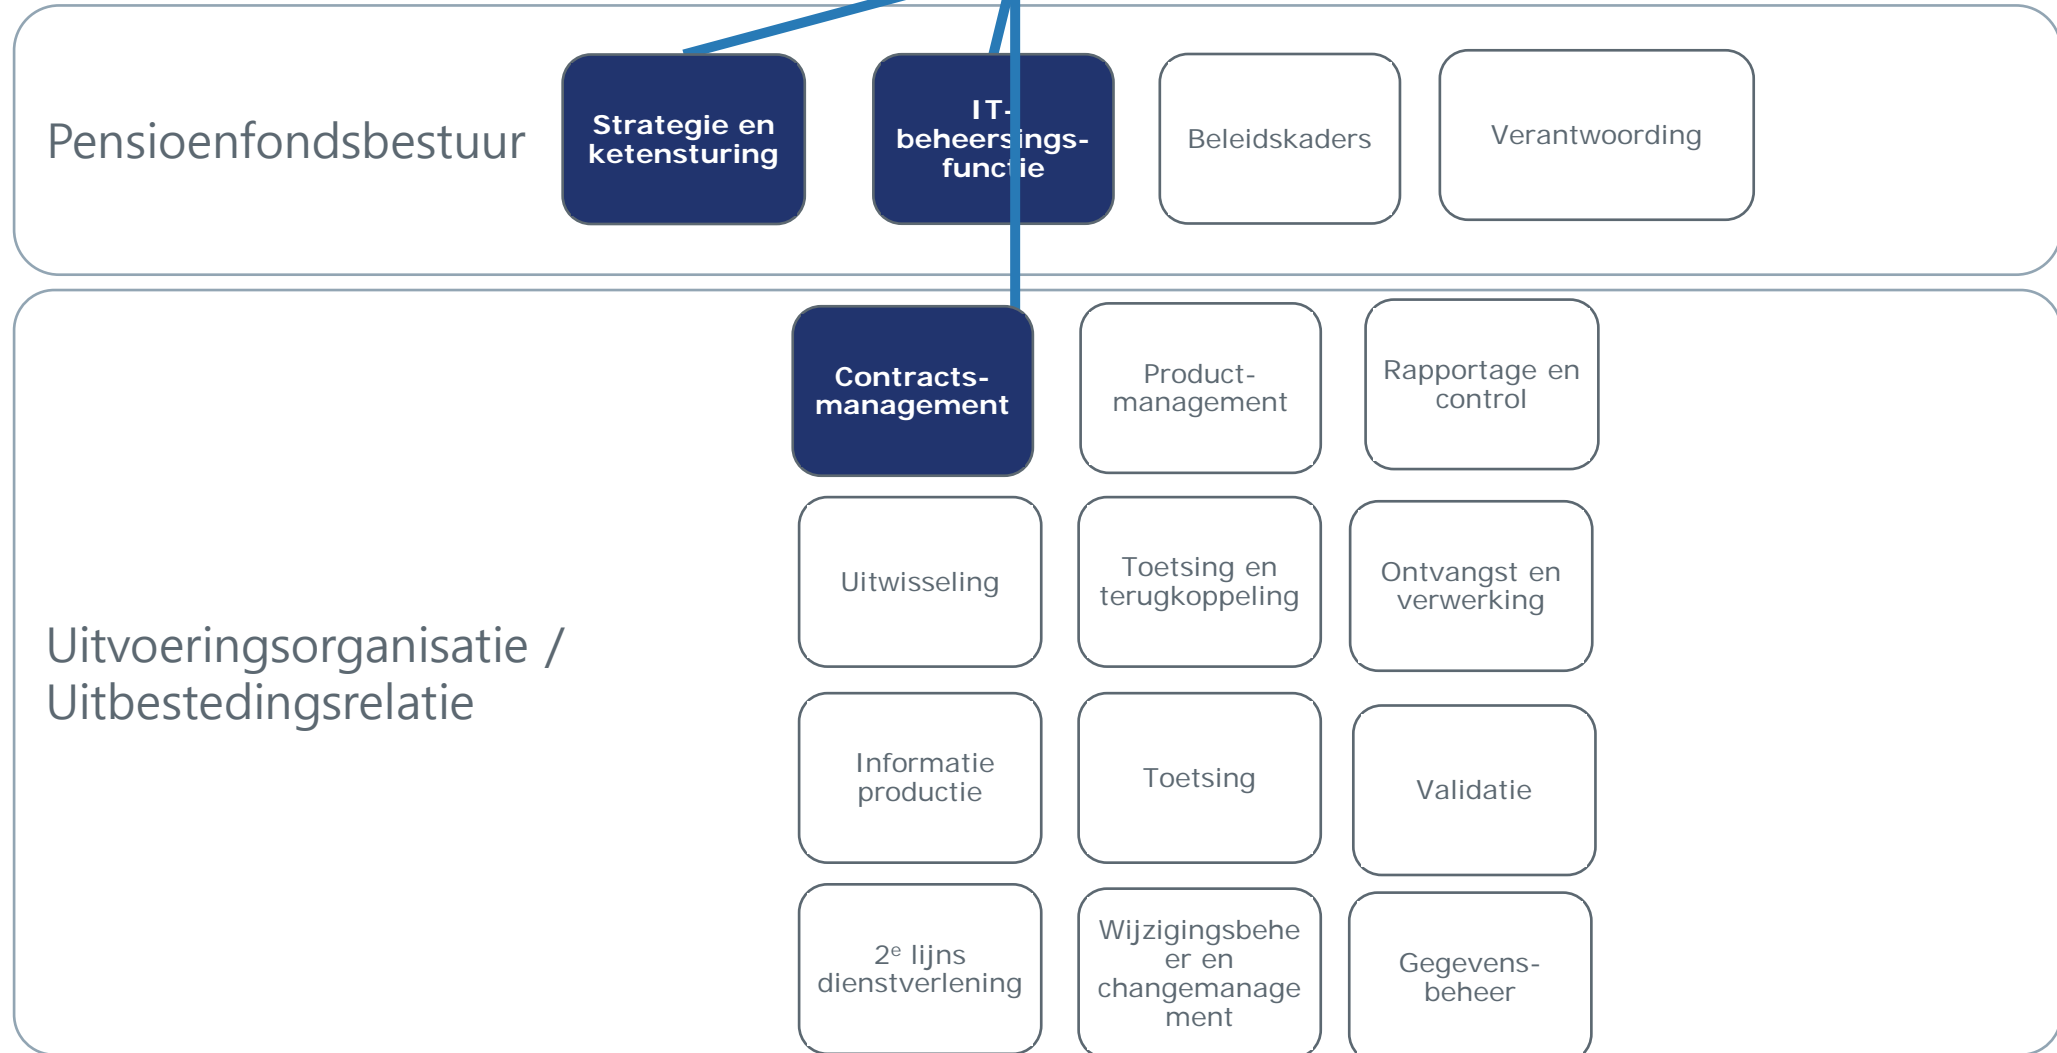 Pensioenfondsbestuur
Strategie en
ketensturing
IT-
beheersings-
functie
Beleidskaders
Verantwoording
Uitvoeringsorganisatie /
Uitbestedingsrelatie
Contracts-
management
Product-
management
Rapportage en
control
Uitwisseling
Toetsing en
terugkoppeling
Ontvangst en
verwerking
Informatie
productie
Toetsing
Validatie
2e lijns
dienstverlening
Wijzigingsbehe
er en
changemanage
ment
Gegevens-
beheer